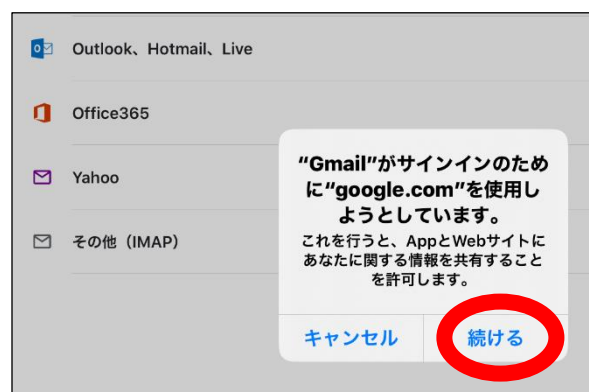 Outlook、Hotmail、Live
Office365
Yahoo
その他（IMAP）
“Gmail”がサインインのため
に“google.com”を使用し
ようとしています。
これを行うと、AppとWebサイトに
あなたに関する情報を共有すること
を許可します。
キャンセル
続ける